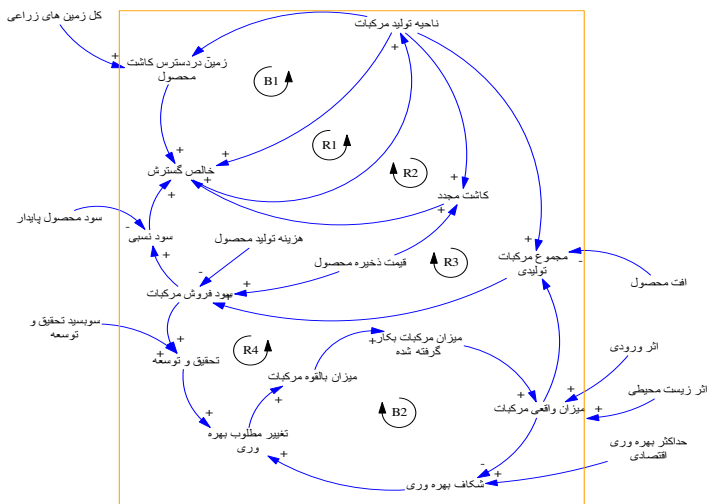 کل زمین های زراعی
ناحیه تولید مرکبات
زمین دردسترس کاشت
محصول
B1
R1
R2
خالص گسترش
کاشت مجدد
سود محصول پایدار
سود نسبی
هزینه تولید محصول
قیمت ذخیره محصول
R3
مجموع مرکبات
تولیدی
افت محصول
سود فروش مرکبات
سوبسید تحقیق و
توسعه
تحقیق و توسعه
R4
میزان مرکبات بکار
گرفته شده
میزان بالقوه مرکبات
B2
اثر ورودی
اثر زیست محیطی
میزان واقعی مرکبات
تغییر مطلوب بهره
وری
حداکثر بهره وری
اقتصادی
شکاف بهره وری